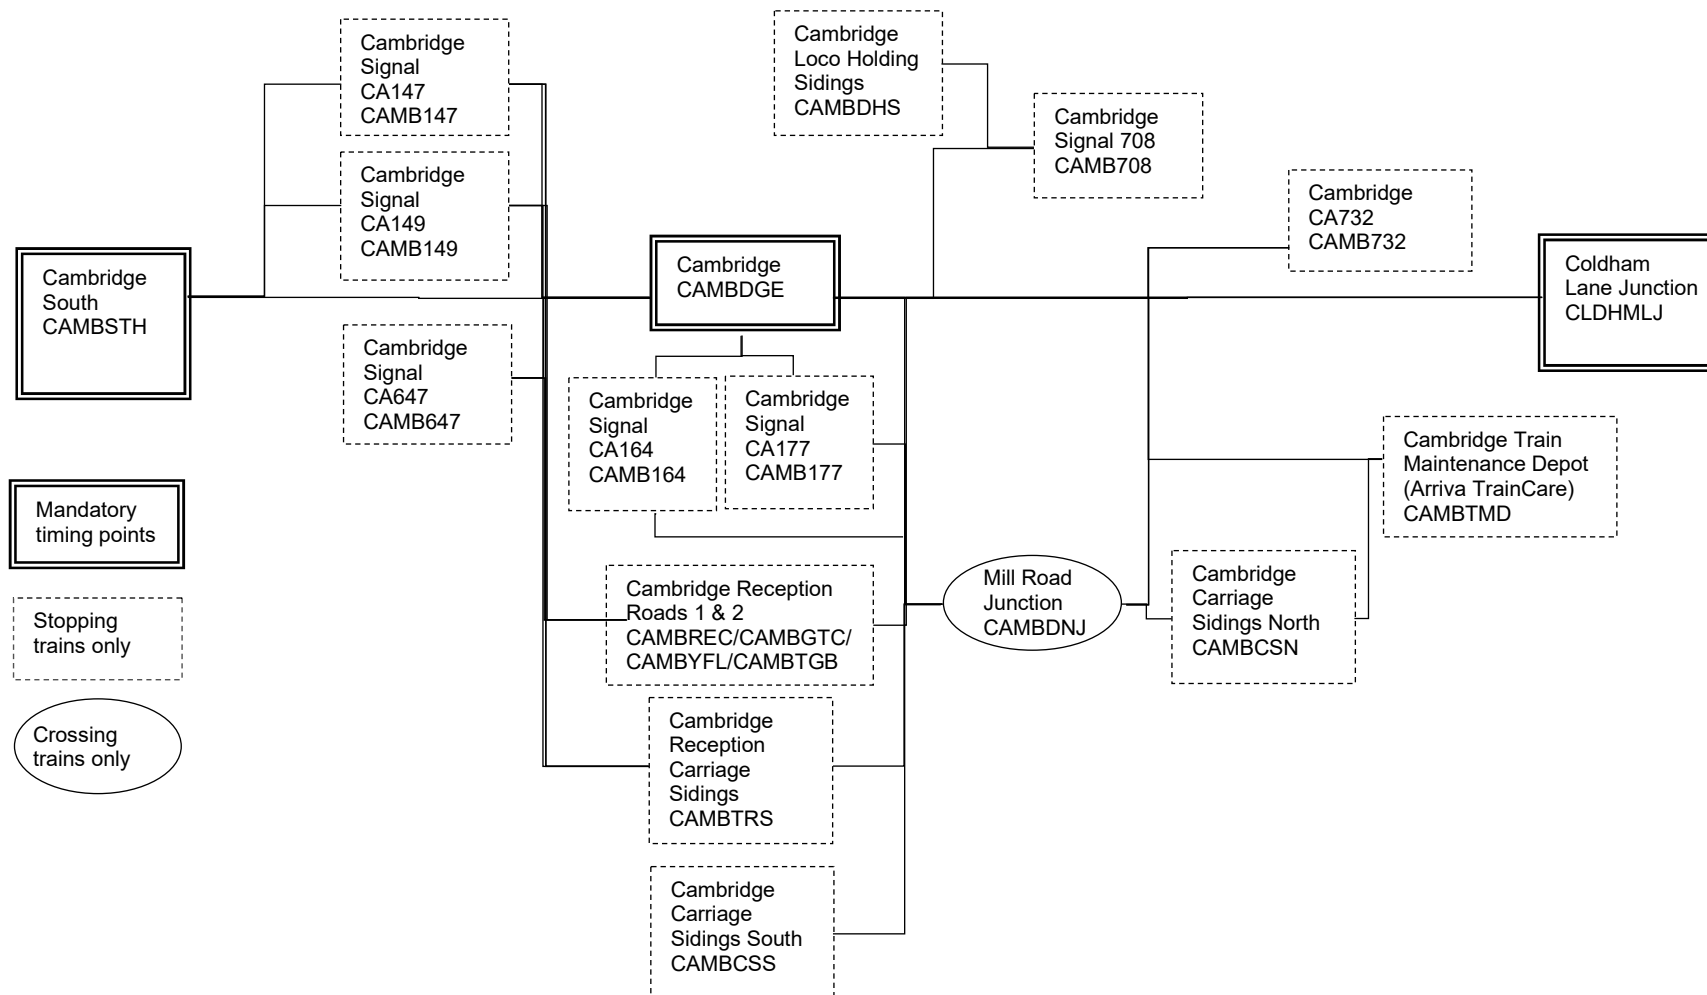 Cambridge
Signal
CA147
CAMB147
Cambridge
Loco Holding
Sidings
CAMBDHS
Cambridge
Signal 708
CAMB708
Cambridge
Signal
CA149
CAMB149
Cambridge
CA732
CAMB732
Cambridge
South
CAMBSTH
Cambridge
CAMBDGE
Coldham
Lane Junction
CLDHMLJ
Cambridge
Signal
CA647
CAMB647
Cambridge
Signal
CA164
CAMB164
Cambridge
Signal
CA177
CAMB177
Cambridge Train
Maintenance Depot
(Arriva TrainCare)
CAMBTMD
Mandatory
timing points
Cambridge Reception
Roads 1 & 2
CAMBREC/CAMBGTC/
CAMBYFL/CAMBTGB
Mill Road
Junction
CAMBDNJ
Cambridge
Carriage
Sidings North
CAMBCSN
Stopping
trains only
Crossing
trains only
Cambridge
Reception
Carriage
Sidings
CAMBTRS
Cambridge
Carriage
Sidings South
CAMBCSS